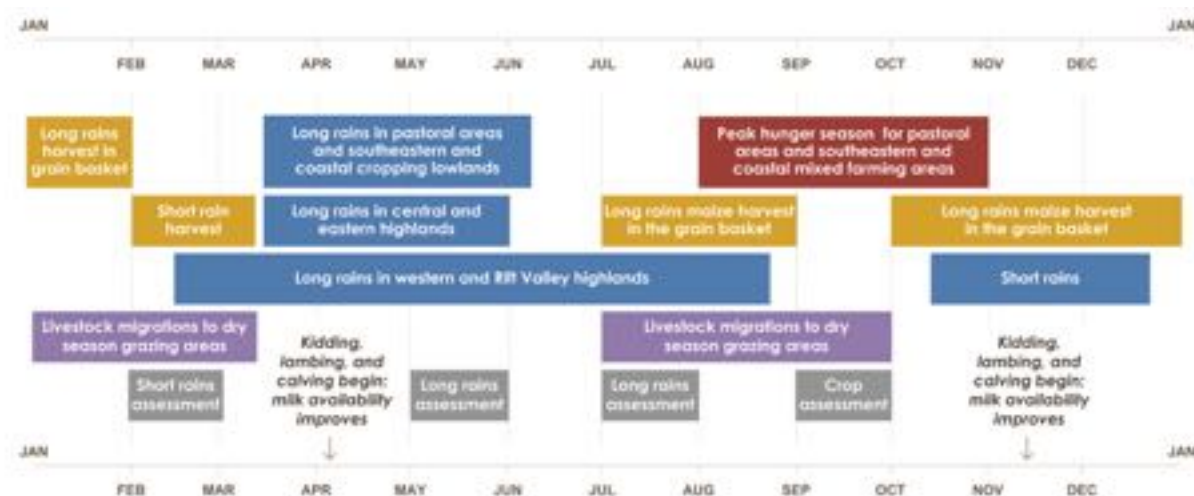 JAN JAN
FEB MAR APR MAY JUN JUL AUG SEP OCT NOV DEC
Long rains
harvest in
grain basket
Long rains in pastoral areas
and southeastern and
coastal cropping lowlands
Peak hunger season for pastoral
areas and southeastern and
coastal mixed farming areas
Short rain
harvest
Long rains in central and
eastern highlands
Long rains maize harvest
in the grain basket
Long rains maize harvest
in the grain basket
Long rains in western and Rift Valley highlands
Short rains
Livestock migrations to dry
season grazing areas
Livestock migrations to dry
season grazing areas
Short rains
assessment
Kidding,
lambing, and
calving begin;
milk availability
improves
Long rains
assessment
Long rains
assessment
Crop
assessment
Kidding,
lambing, and
calving begin;
milk availability
improves
JAN JAN
FEB MAR APR MAY JUN JUL AUG SEP OCT NOV DEC